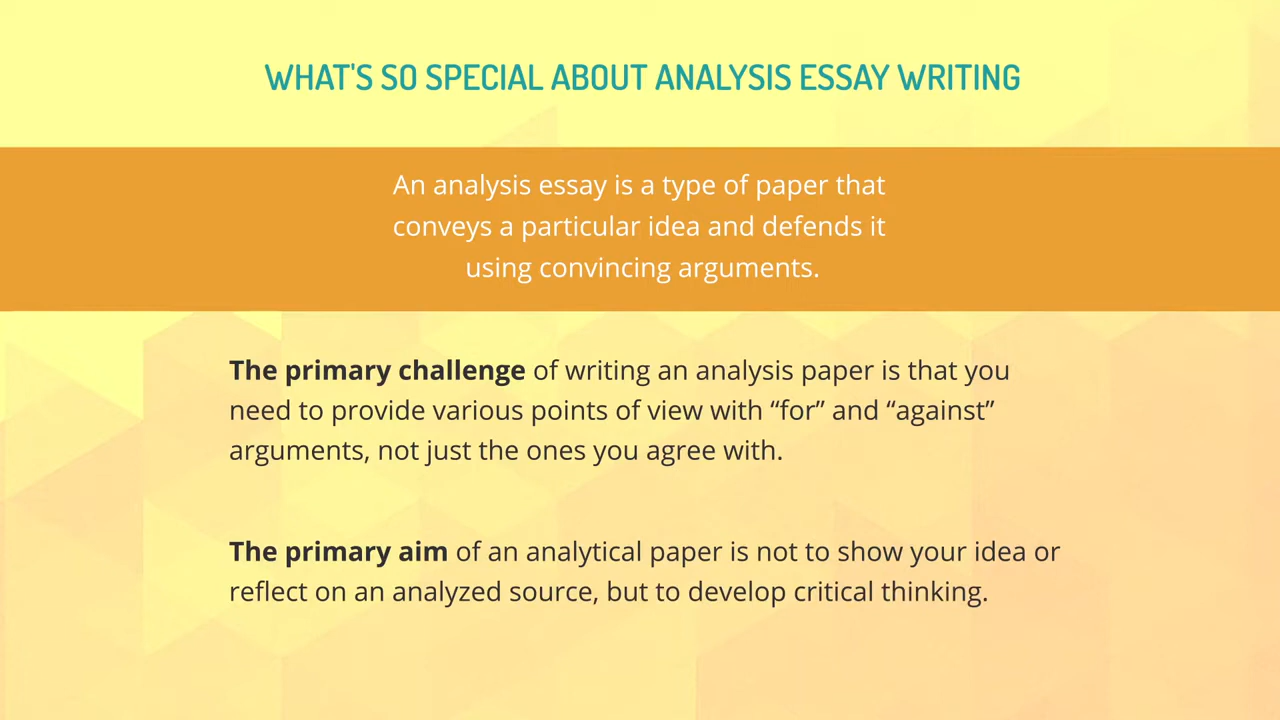 WHAT'S SO SPECIAL ABOUT ANALYSIS ESSAY WRITING
An analysis essay is a type of paper that
conveys a particular idea and defends it
using convincing arguments.
The primary challenge of writing an analysis paper is that you
need to provide various points of view with “for” and “against”
arguments, not just the ones you agree with.
The primary aim of an analytical paper is not to show your idea or
reflect on an analyzed source, but to develop critical thinking.